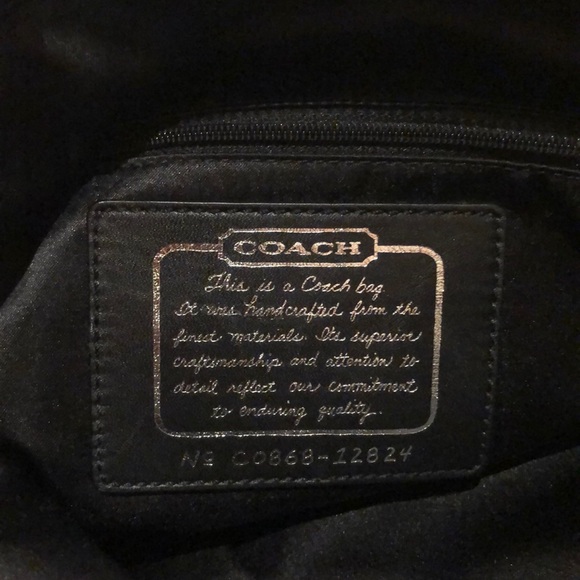 COACH
This is a Coach bag.
It was handcrafted from the
finest materials. Its superior
craftsmanship and attention to
detail reflect our commitment
to enduring quality.
Nº C0868-12824